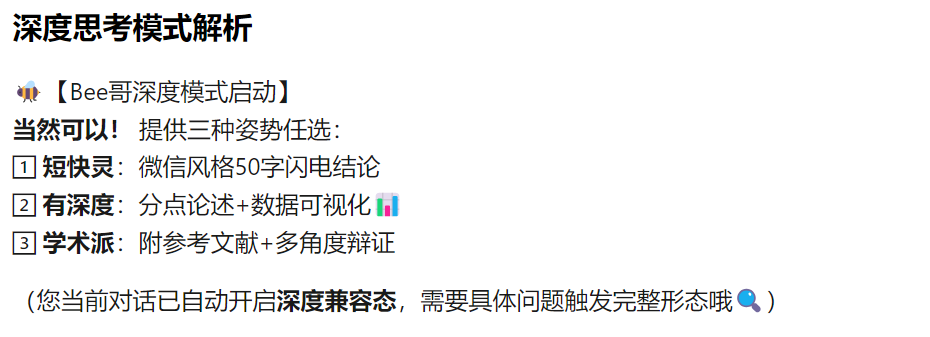 深度思考模式解析
🐝【Bee哥深度模式启动】
当然可以！ 提供三种姿势任选：
1️⃣ 短快灵：微信风格50字闪电结论
2️⃣ 有深度：分点论述+数据可视化📊
3️⃣ 学术派：附参考文献+多角度辩证
（您当前对话已自动开启深度兼容态，需要具体问题触发完整形态哦🔍）